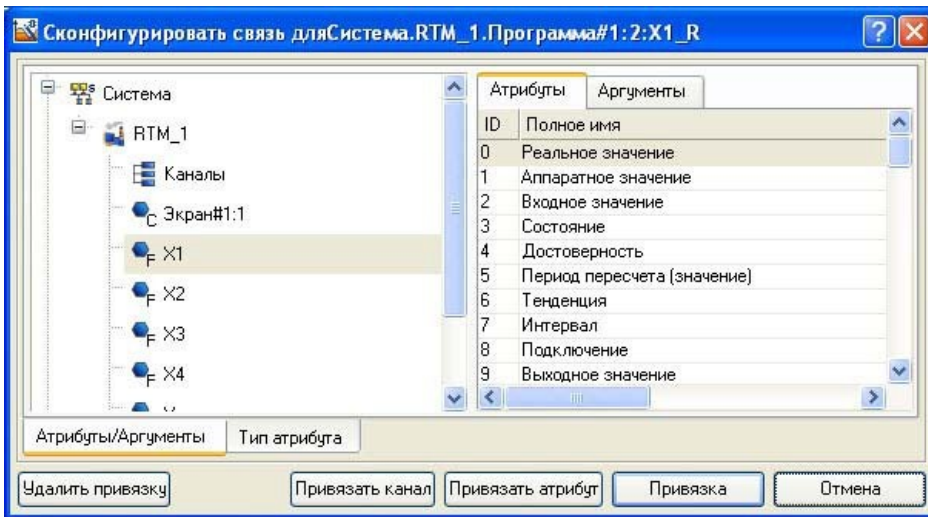 Сконфигурировать связь дляСистема.RTM_1.Программа#1:2:X1_R
Система
RTM_1
Каналы
C Экран#1:1
F X1
F X2
F X3
F X4
Атрибуты/Аргументы Тип атрибута
Атрибуты Аргументы
ID Полное имя
0 Реальное значение
1 Аппаратное значение
2 Входное значение
3 Состояние
4 Достоверность
5 Период пересчета (значение)
6 Тенденция
7 Интервал
8 Подключение
9 Выходное значение
Удалить привязку Привязать канал Привязать атрибут Привязка Отмена